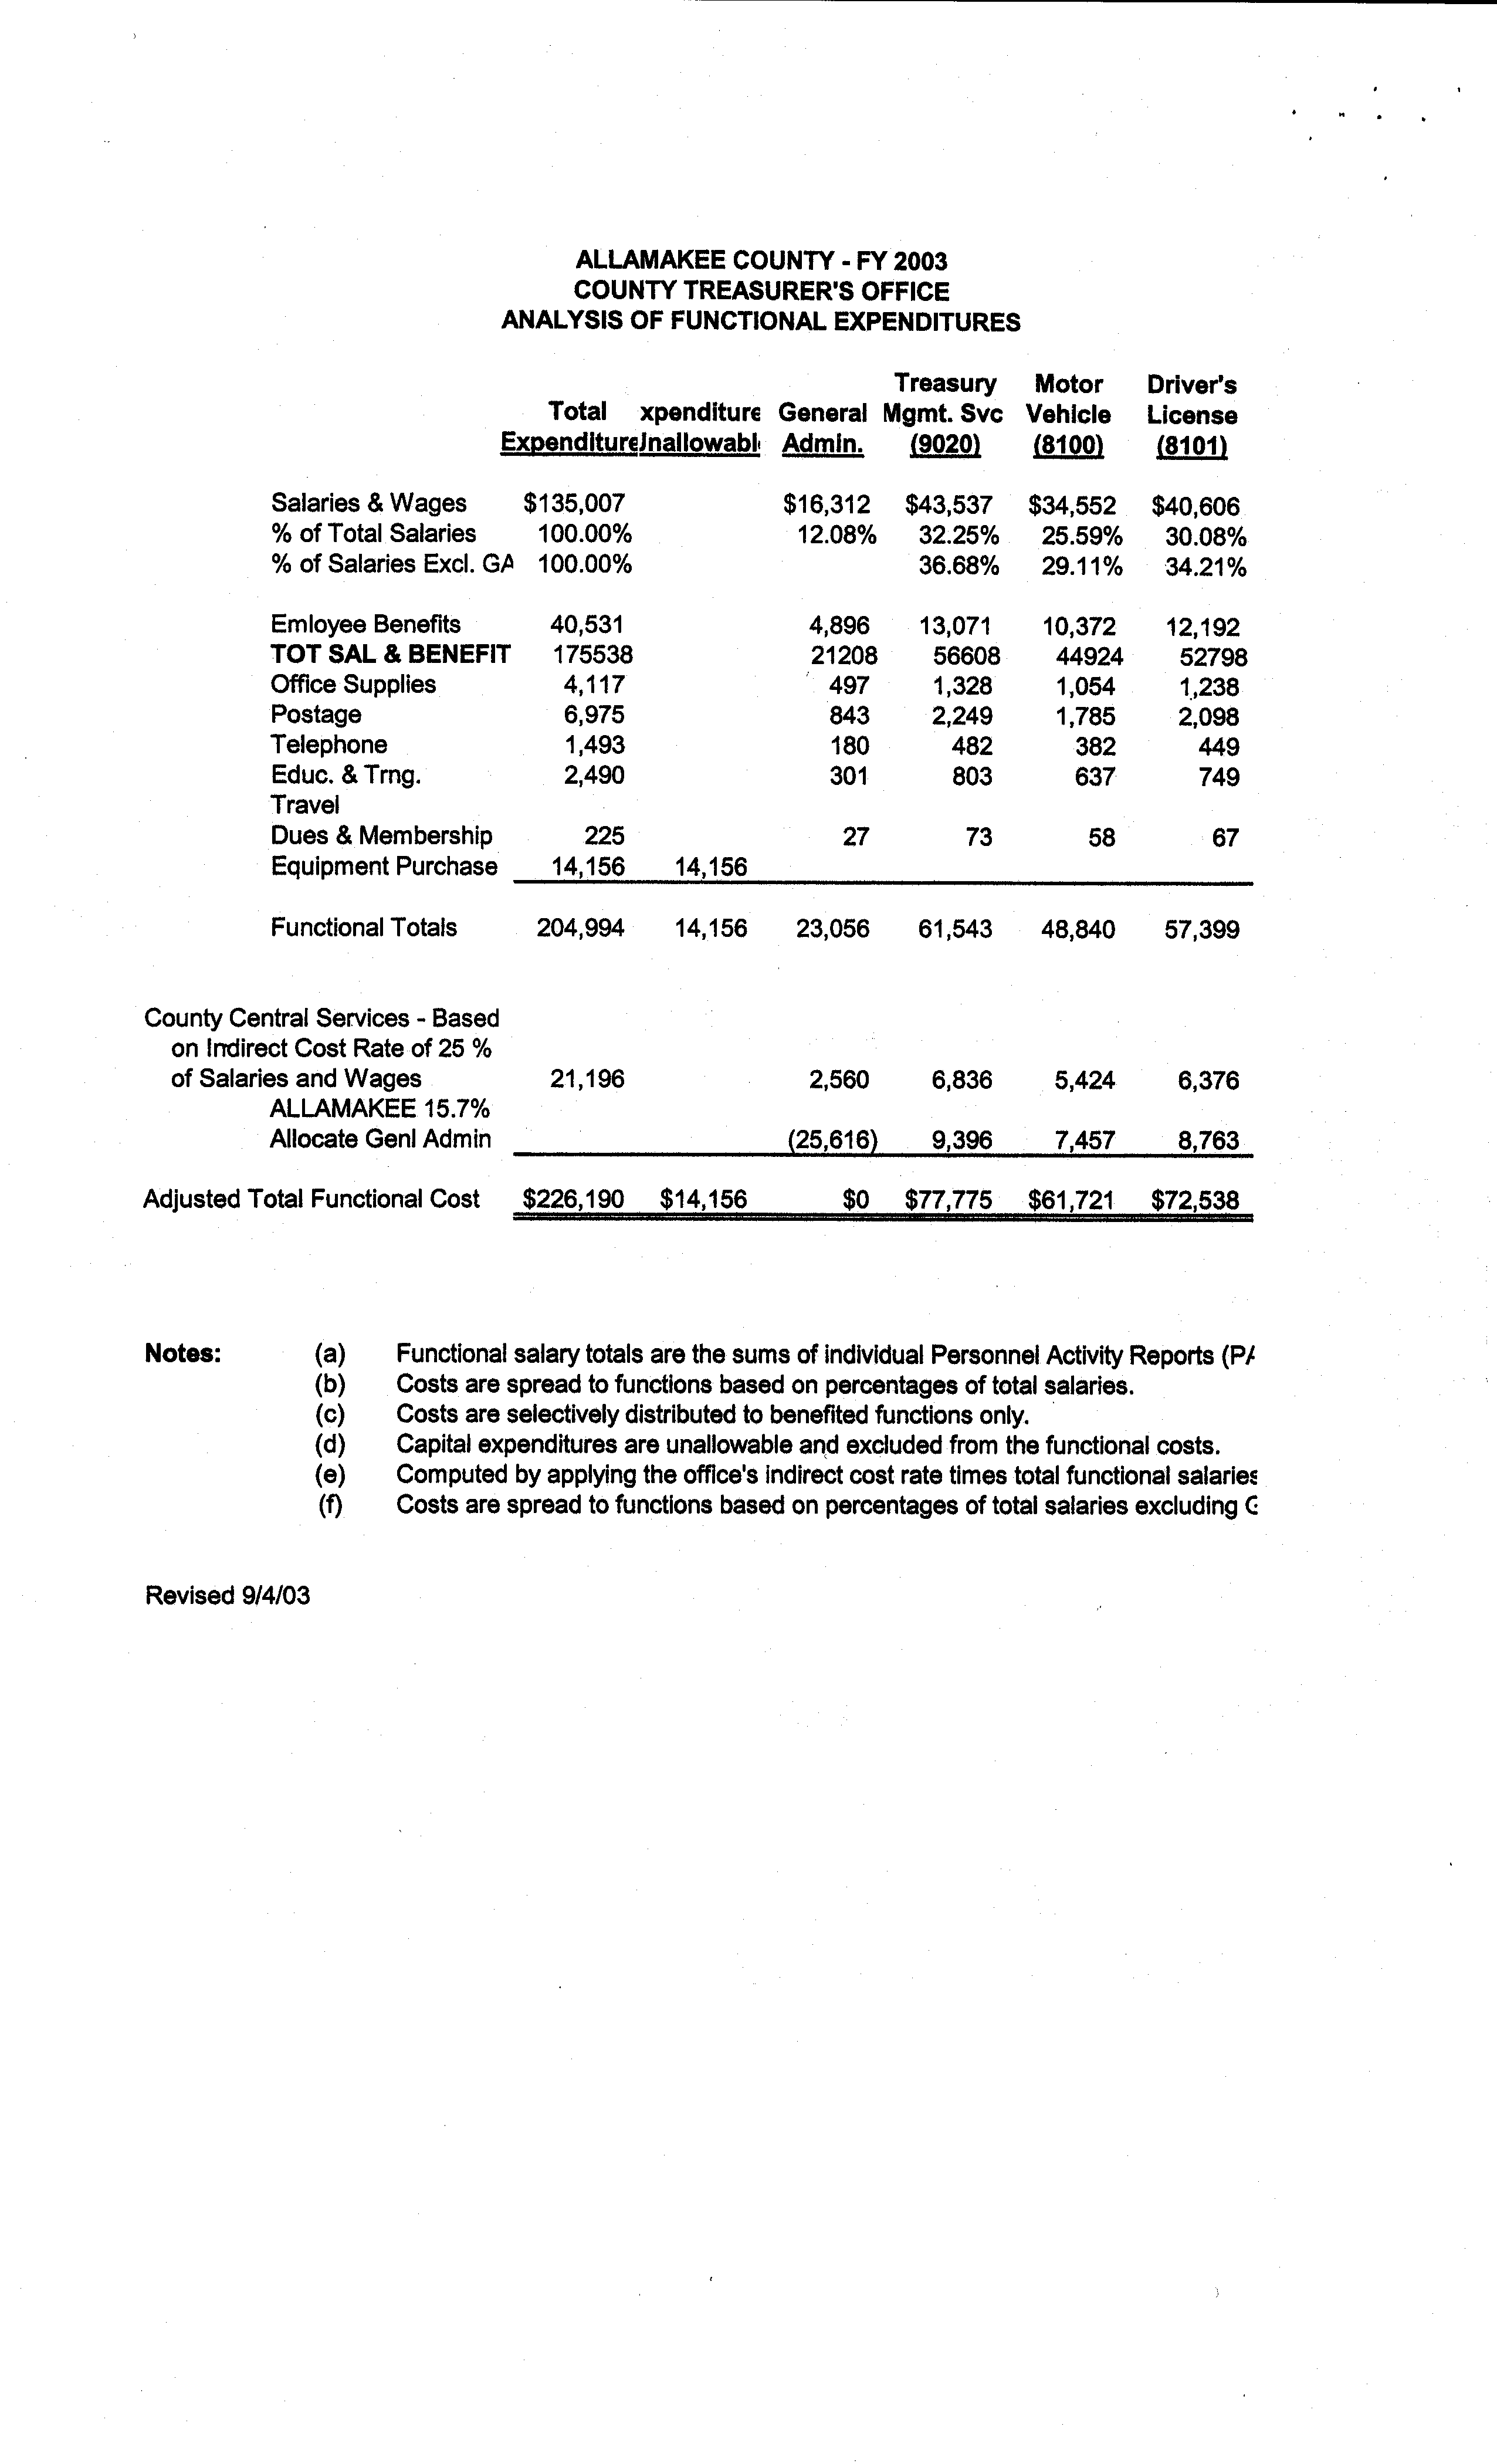 ALLAMAKEE COUNTY - FY 2003
COUNTY TREASURER'S OFFICE
ANALYSIS OF FUNCTIONAL EXPENDITURES
Treasury Motor Driver's
Total xpenditure General Mgmt. Svc Vehicle License
Expenditure Jnallowabl Admin. (9020) (8100) (8101)
Salaries & Wages $135,007 $16,312 $43,537 $34,552 $40,606
% of Total Salaries 100.00% 12.08% 32.25% 25.59% 30.08%
% of Salaries Excl. GA 100.00% 36.68% 29.11% 34.21%
Emloyee Benefits 40,531 4,896 13,071 10,372 12,192
TOT SAL & BENEFIT 175538 21208 56608 44924 52798
Office Supplies 4,117 497 1,328 1,054 1,238
Postage 6,975 843 2,249 1,785 2,098
Telephone 1,493 180 482 382 449
Educ. & Trng. 2,490 301 803 637 749
Travel
Dues & Membership 225 27 73 58 67
Equipment Purchase 14,156 14,156
Functional Totals 204,994 14,156 23,056 61,543 48,840 57,399
County Central Services - Based
on Indirect Cost Rate of 25 %
of Salaries and Wages 21,196 2,560 6,836 5,424 6,376
ALLAMAKEE 15.7%
Allocate Genl Admin (25,616) 9,396 7,457 8,763
Adjusted Total Functional Cost $226,190 $14,156 $0 $77,775 $61,721 $72,538
Notes: (a) Functional salary totals are the sums of individual Personnel Activity Reports (PA
(b) Costs are spread to functions based on percentages of total salaries.
(c) Costs are selectively distributed to benefited functions only.
(d) Capital expenditures are unallowable and excluded from the functional costs.
(e) Computed by applying the office's indirect cost rate times total functional salaries
(f) Costs are spread to functions based on percentages of total salaries excluding G
Revised 9/4/03